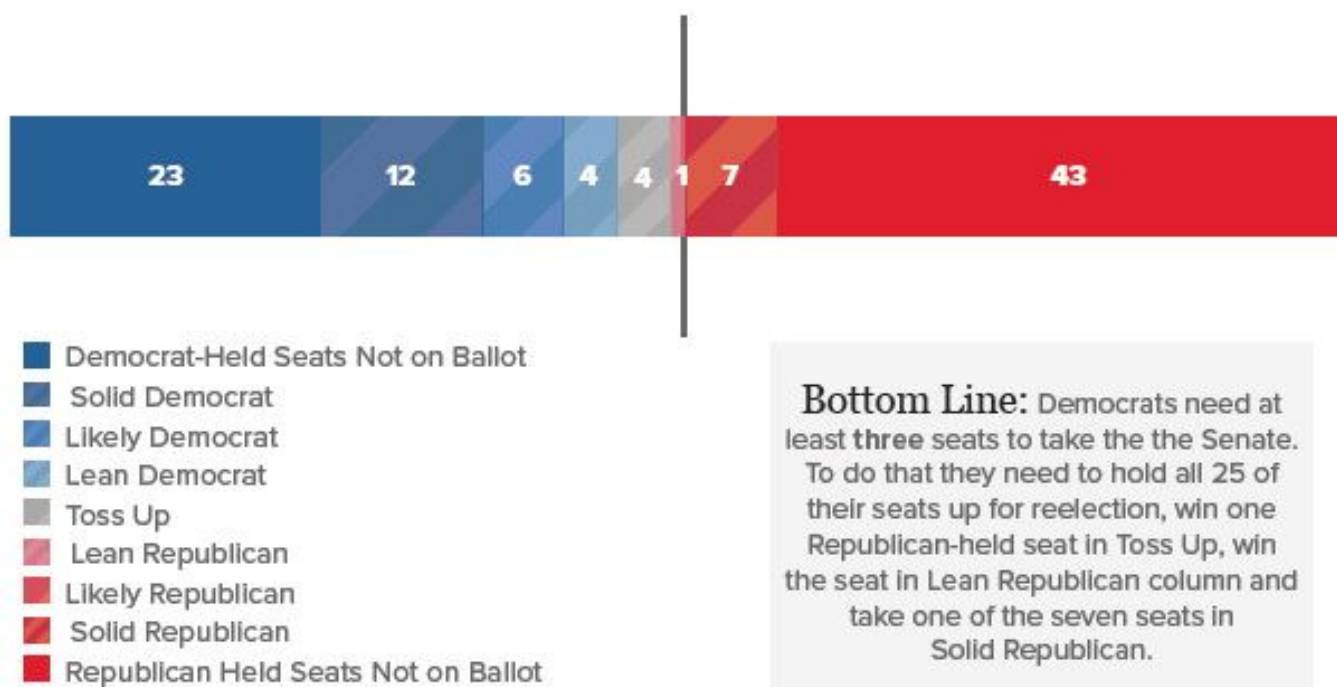 23 12 6 4 4 1 7 43
Democrat-Held Seats Not on Ballot
Solid Democrat
Likely Democrat
Lean Democrat
Toss Up
Lean Republican
Likely Republican
Solid Republican
Republican Held Seats Not on Ballot
Bottom Line: Democrats need at
least three seats to take the the Senate.
To do that they need to hold all 25 of
their seats up for reelection, win one
Republican-held seat in Toss Up, win
the seat in Lean Republican column and
take one of the seven seats in
Solid Republican.